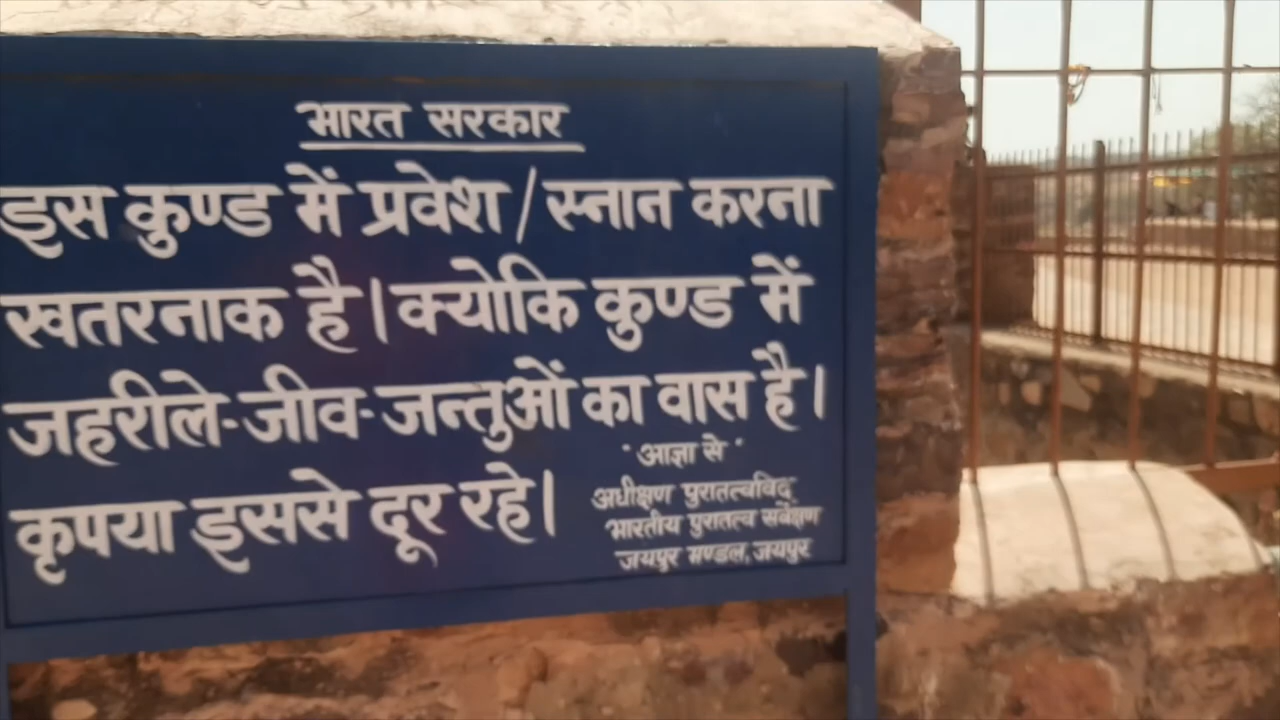 भारत सरकार
इस कुण्ड में प्रवेश / स्नान करना
खतरनाक है। क्योकि कुण्ड में
जहरीले-जीव-जन्तुओं का वास है।
कृपया इससे दूर रहे।
"आज्ञा से"
अधीक्षण पुरातत्वविद्
भारतीय पुरातत्व सर्वेक्षण
जयपुर मण्डल, जयपुर